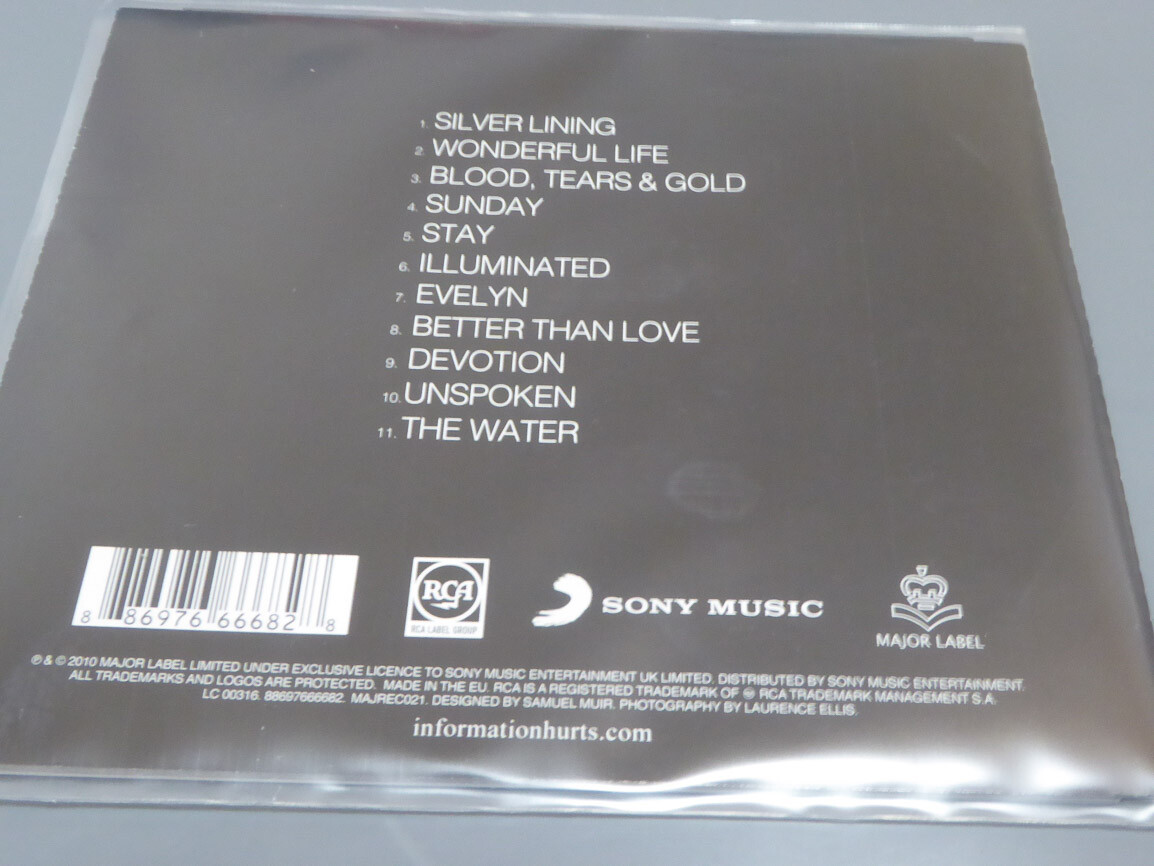 1. SILVER LINING
2. WONDERFUL LIFE
3. BLOOD, TEARS & GOLD
4. SUNDAY
5. STAY
6. ILLUMINATED
7. EVELYN
8. BETTER THAN LOVE
9. DEVOTION
10. UNSPOKEN
11. THE WATER
8 86976 66682 8
RCA
RCA LABEL GROUP
SONY MUSIC
MAJOR LABEL
℗ & © 2010 MAJOR LABEL LIMITED UNDER EXCLUSIVE LICENCE TO SONY MUSIC ENTERTAINMENT UK LIMITED. DISTRIBUTED BY SONY MUSIC ENTERTAINMENT.
ALL TRADEMARKS AND LOGOS ARE PROTECTED. MADE IN THE EU. RCA IS A REGISTERED TRADEMARK OF RCA TRADEMARK MANAGEMENT S.A.
LC 00316. 88697666682. MAJREC021. DESIGNED BY SAMUEL MUIR. PHOTOGRAPHY BY LAURENCE ELLIS.
informationhurts.com